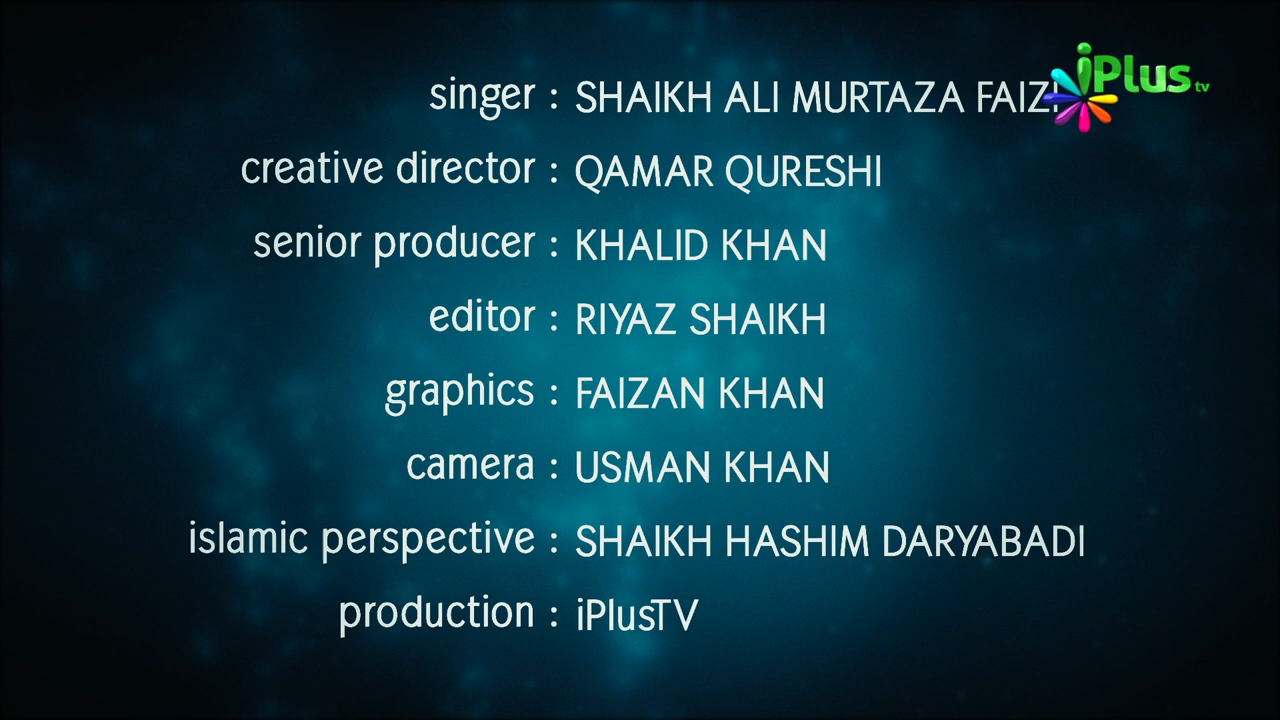 singer : SHAIKH ALI MURTAZA FAIZI
creative director : QAMAR QURESHI
senior producer : KHALID KHAN
editor : RIYAZ SHAIKH
graphics : FAIZAN KHAN
camera : USMAN KHAN
islamic perspective : SHAIKH HASHIM DARYABADI
production : iPlusTV
iPlus tv